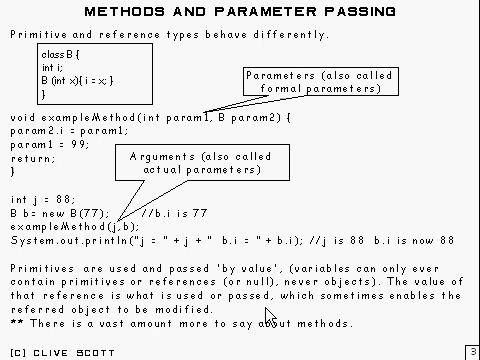 METHODS AND PARAMETER PASSING
Primitive and reference types behave differently.
class B {
int i;
B (int x){ i = x; }
}
Parameters (also called
formal parameters)
void exampleMethod(int param1, B param2) {
param2.i = param1;
param1 = 99;
return;
}
Arguments (also called
actual parameters)
int j = 88;
B b= new B(77); //b.i is 77
exampleMethod(j,b);
System.out.println("j = " + j + " b.i = " + b.i); //j is 88 b.i is now 88
Primitives are used and passed 'by value', (variables can only ever
contain primitives or references (or null), never objects). The value of
that reference is what is used or passed, which sometimes enables the
referred object to be modified.
** There is a vast amount more to say about methods.
[C] CLIVE SCOTT
3